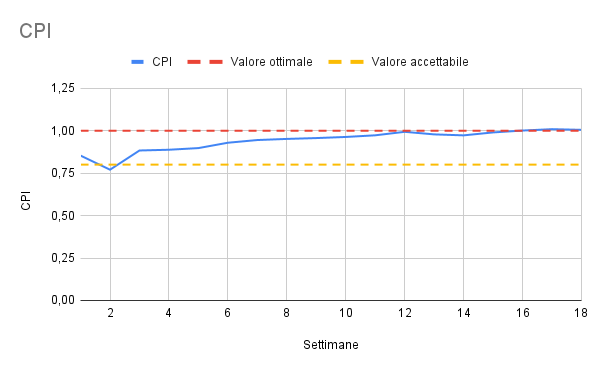 CPI
CPI Valore ottimale Valore accettabile
1,25
1,00
0,75
0,50
0,25
0,00
CPI
2 4 6 8 10 12 14 16 18
Settimane